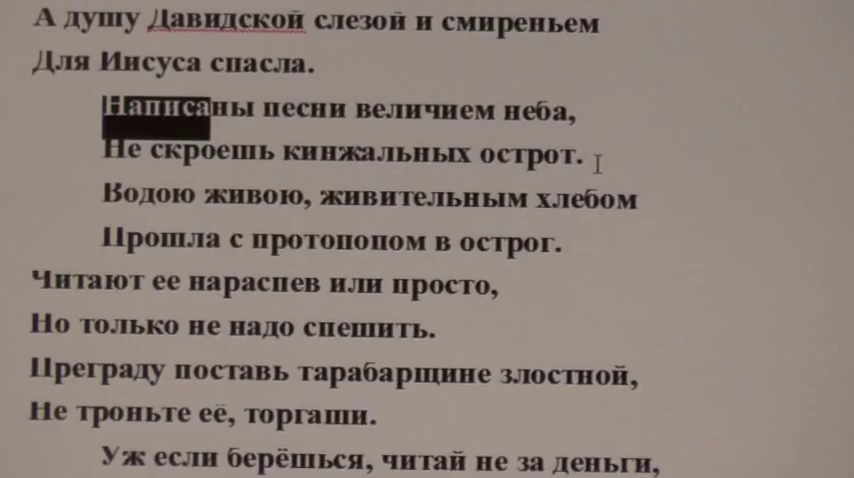 А душу Давидской слезой и смиреньем
Для Иисуса спасла.
Написаны песни величием неба,
Не скроешь кинжальных острот.
Водою живою, живительным хлебом
Прошла с протопопом в острог.
Читают ее нараспев или просто,
Но только не надо спешить.
Преграду поставь тарабарщине злостной,
Не троньте её, торгаши.
Уж если берёшься, читай не за деньги,